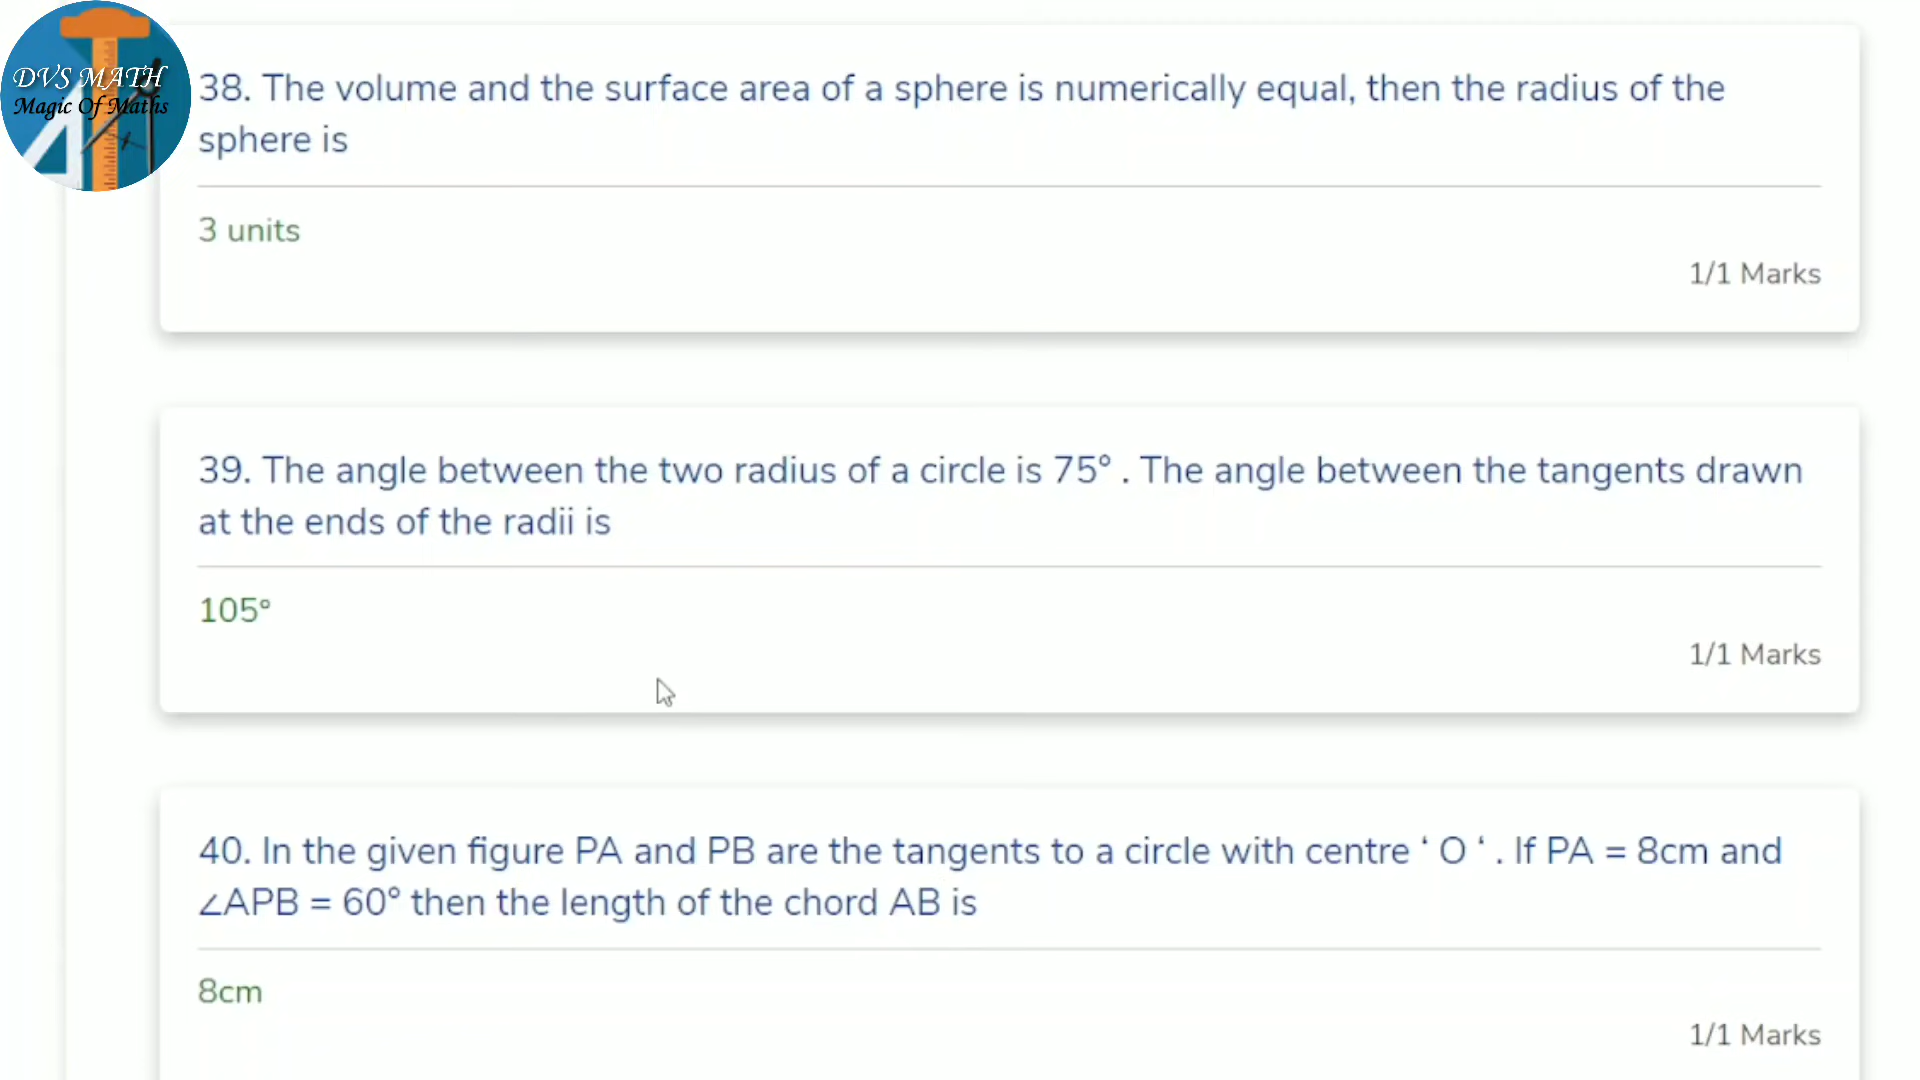 DVS MATH
Magic Of Maths
38. The volume and the surface area of a sphere is numerically equal, then the radius of the
sphere is
3 units
1/1 Marks
39. The angle between the two radius of a circle is 75° . The angle between the tangents drawn
at the ends of the radii is
105°
1/1 Marks
40. In the given figure PA and PB are the tangents to a circle with centre ‘ O ‘ . If PA = 8cm and
∠APB = 60° then the length of the chord AB is
8cm
1/1 Marks